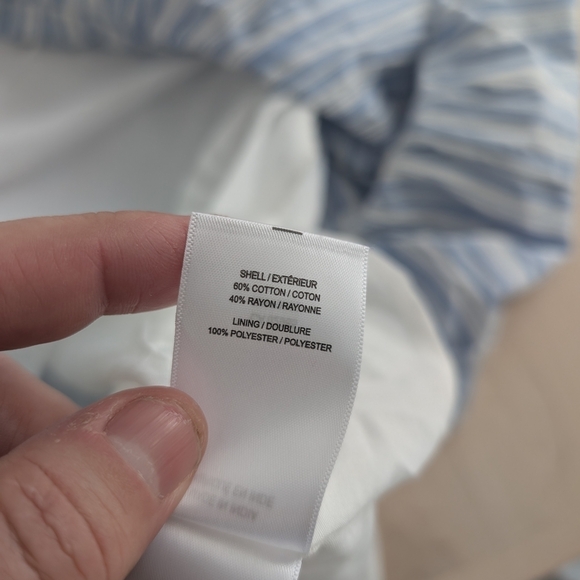 SHELL / EXTÉRIEUR
60% COTTON / COTON
40% RAYON / RAYONNE
LINING / DOUBLURE
100% POLYESTER / POLYESTER